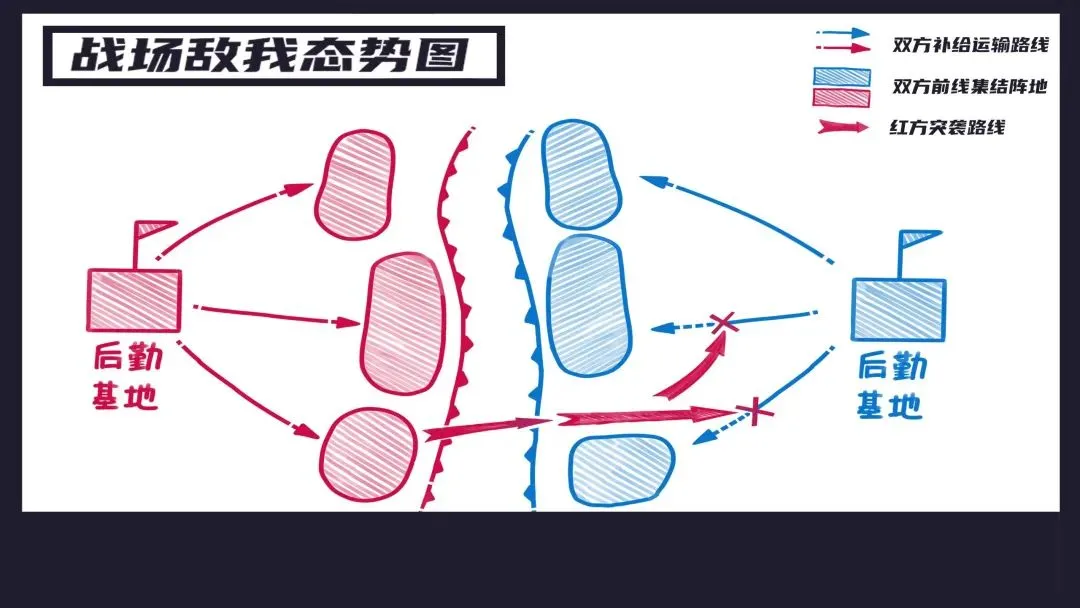 战场敌我态势图
双方补给运输路线
双方前线集结阵地
红方突袭路线
后勤
基地
后勤
基地